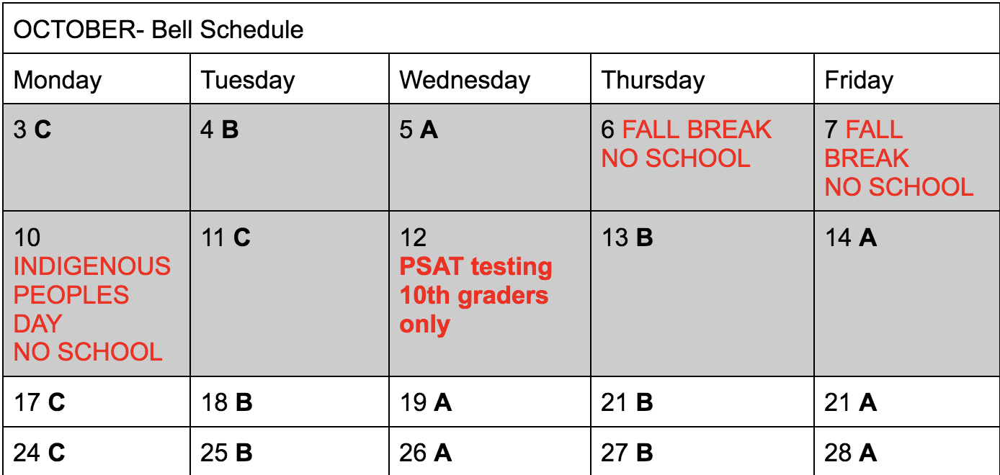 OCTOBER- Bell Schedule
Monday Tuesday Wednesday Thursday Friday
3 C
4 B
5 A
6 FALL BREAK
NO SCHOOL
7 FALL
BREAK
NO SCHOOL
10
INDIGENOUS
PEOPLES
DAY
NO SCHOOL
11 C
12
PSAT testing
10th graders
only
13 B
14 A
17 C
18 B
19 A
21 B
21 A
24 C
25 B
26 A
27 B
28 A